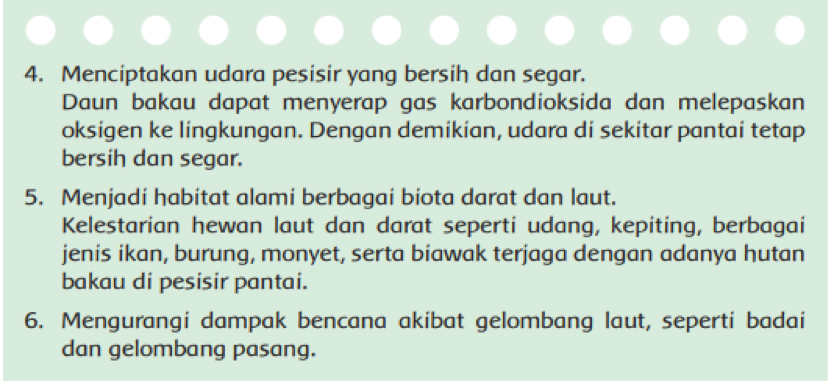 4. Menciptakan udara pesisir yang bersih dan segar.
Daun bakau dapat menyerap gas karbondioksida dan melepaskan
oksigen ke lingkungan. Dengan demikian, udara di sekitar pantai tetap
bersih dan segar.
5. Menjadi habitat alami berbagai biota darat dan laut.
Kelestarian hewan laut dan darat seperti udang, kepiting, berbagai
jenis ikan, burung, monyet, serta biawak terjaga dengan adanya hutan
bakau di pesisir pantai.
6. Mengurangi dampak bencana akibat gelombang laut, seperti badai
dan gelombang pasang.